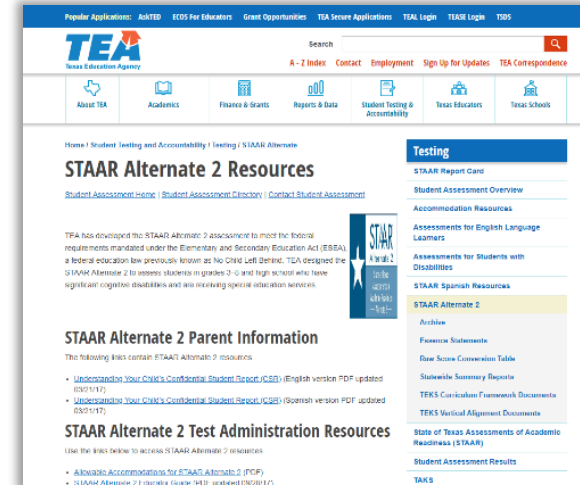 Popular Applications: AskTED ECOS For Educators Grant Opportunities TEA Secure Applications TEAL Login TEASE Login TSDS
TEA
Texas Education Agency
Search
A - Z Index Contact Employment Sign Up for Updates TEA Correspondence
About TEA
Academics
Finance & Grants
Reports & Data
Student Testing & Accountability
Texas Educators
Texas Schools
Home / Student Testing and Accountability / Testing / STAAR Alternate
STAAR Alternate 2 Resources
Student Assessment Home | Student Assessment Directory | Contact Student Assessment
TEA has developed the STAAR Alternate 2 assessment to meet the federal
requirements mandated under the Elementary and Secondary Education Act (ESEA),
a federal education law previously known as No Child Left Behind. TEA designed the
STAAR Alternate 2 to assess students in grades 3–8 and high school who have
significant cognitive disabilities and are receiving special education services.
STAAR
Alternate 2
STAAR Alternate 2 Parent Information
The following links contain STAAR Alternate 2 resources
Understanding Your Child's Confidential Student Report (CSR) (English version PDF updated
03/21/17)
Understanding Your Child's Confidential Student Report (CSR) (Spanish version PDF updated
03/21/17)
STAAR Alternate 2 Test Administration Resources
Use the links below to access STAAR Alternate 2 resources
Allowable Accommodations for STAAR Alternate 2 (PDF)
STAAR Alternate 2 Educator Guide (PDF updated 09/28/17)
Testing
STAAR Report Card
Student Assessment Overview
Accommodation Resources
Assessments for English Language
Learners
Assessments for Students with
Disabilities
STAAR Spanish Resources
STAAR Alternate 2
Archive
Essence Statements
Raw Score Conversion Table
Statewide Summary Reports
TEKS Curriculum Framework Documents
TEKS Vertical Alignment Documents
State of Texas Assessments of Academic
Readiness (STAAR)
Student Assessment Results
TAKS